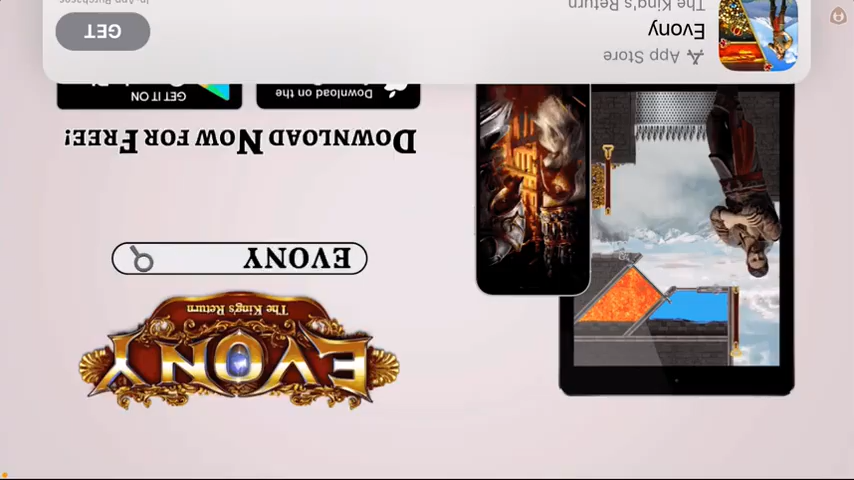 EVONY
The King's Return
EVONY
DOWNLOAD NOW FOR FREE!
Download on the
GET IT ON
App Store
Evony
The King's Return
GET
In-App Purchases